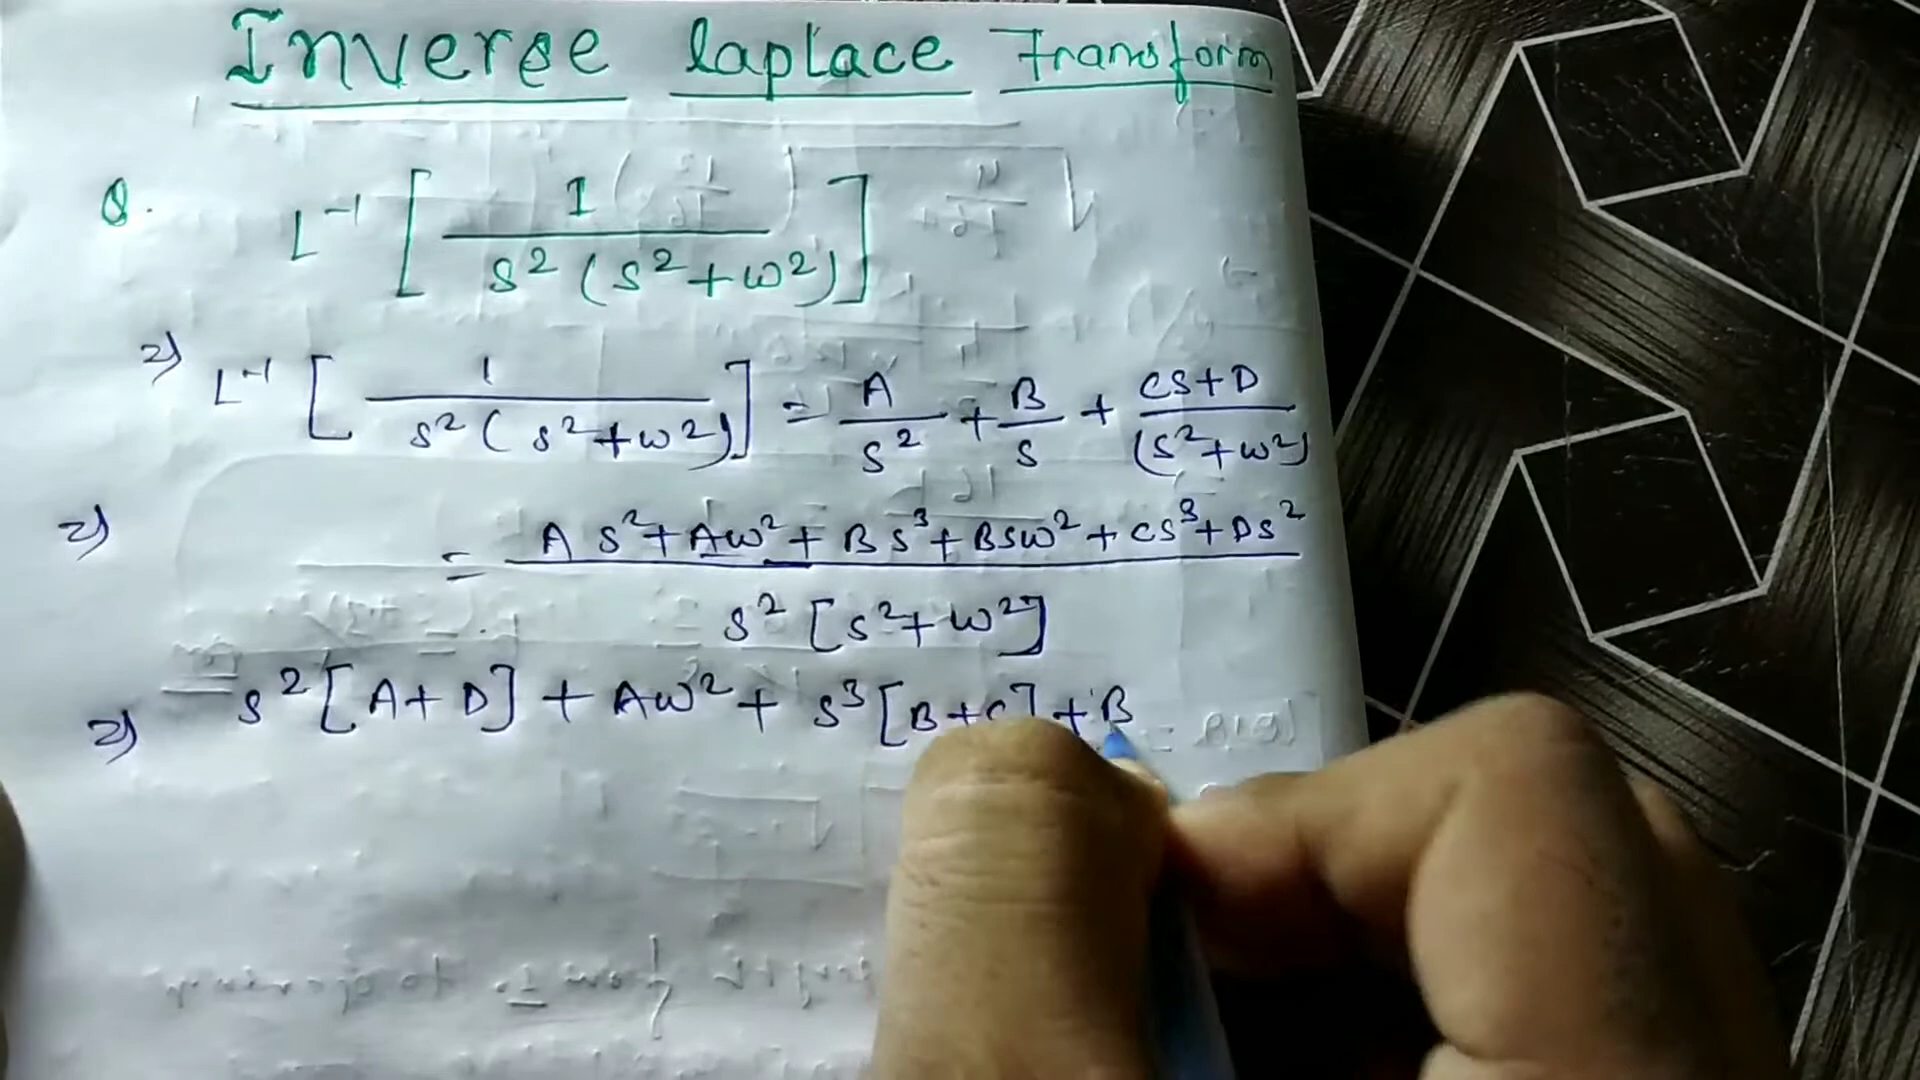 Inverse laplace Transform
Q. L⁻¹ [ 1 / s² (s² + ω²) ]
=) L⁻¹ [ 1 / s² (s² + ω²) ] = A / s² + B / s + CS + D / (s² + ω²)
=) = A s² + Aω² + B s³ + Bsω² + Cs³ + Ds² / s² [s² + ω²]
=) s² [A + D] + Aω² + s³ [B + C] + B